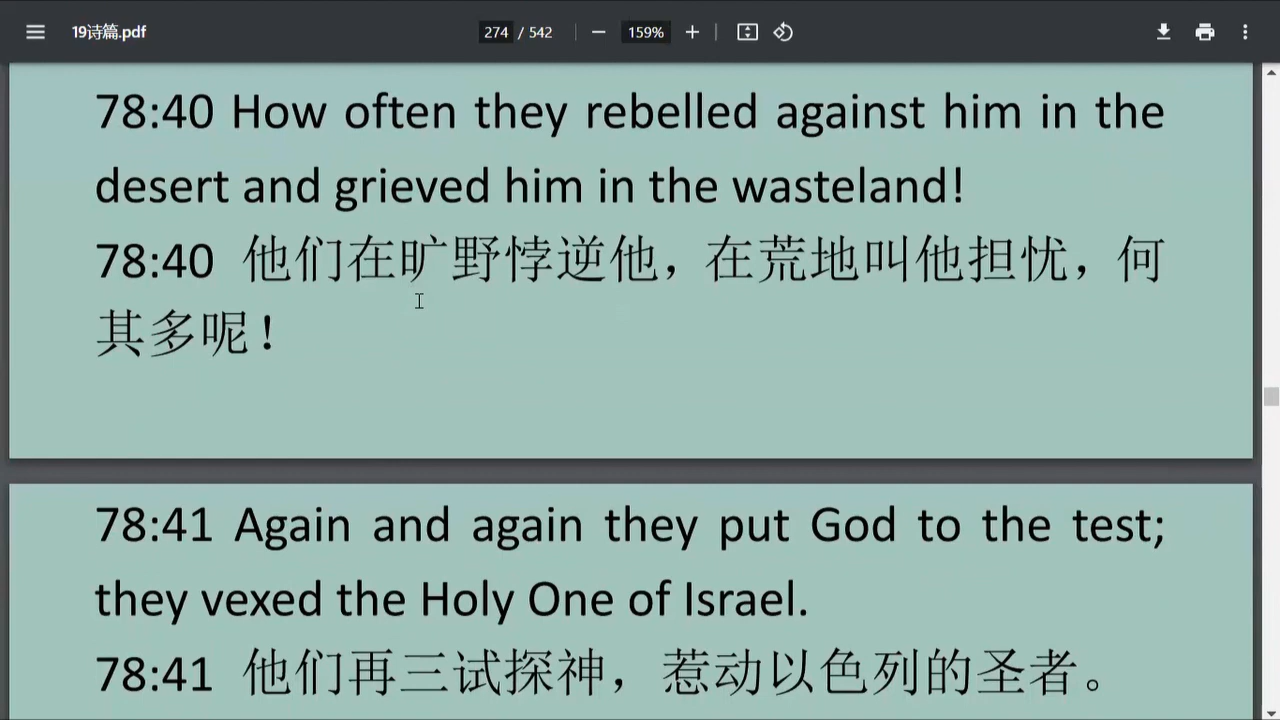 19诗篇.pdf
274 / 542
159%
78:40 How often they rebelled against him in the
desert and grieved him in the wasteland!
78:40 他们在旷野悖逆他，在荒地叫他担忧，何
其多呢！
78:41 Again and again they put God to the test;
they vexed the Holy One of Israel.
78:41 他们再三试探神，惹动以色列的圣者。